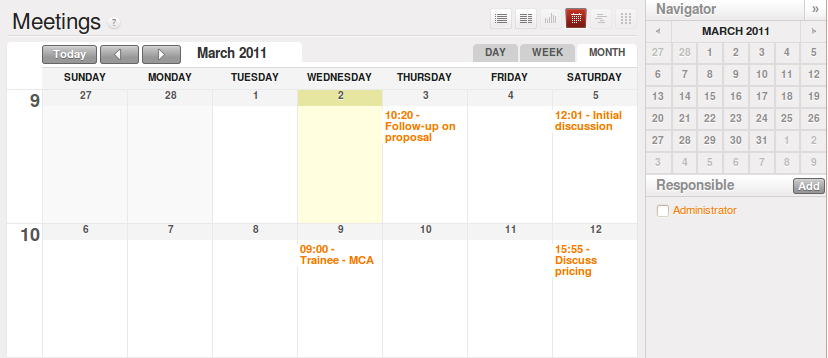 Meetings ?
Today
March 2011
DAY WEEK MONTH
SUNDAY MONDAY TUESDAY WEDNESDAY THURSDAY FRIDAY SATURDAY
9
27 28 1 2 3 4 5
10:20 -
Follow-up on
proposal
12:01 - Initial
discussion
10
6 7 8 9 10 11 12
09:00 -
Trainee - MCA
15:55 -
Discuss
pricing
Navigator »
MARCH 2011
27 28 1 2 3 4 5
6 7 8 9 10 11 12
13 14 15 16 17 18 19
20 21 22 23 24 25 26
27 28 29 30 31 1 2
3 4 5 6 7 8 9
Responsible Add
Administrator